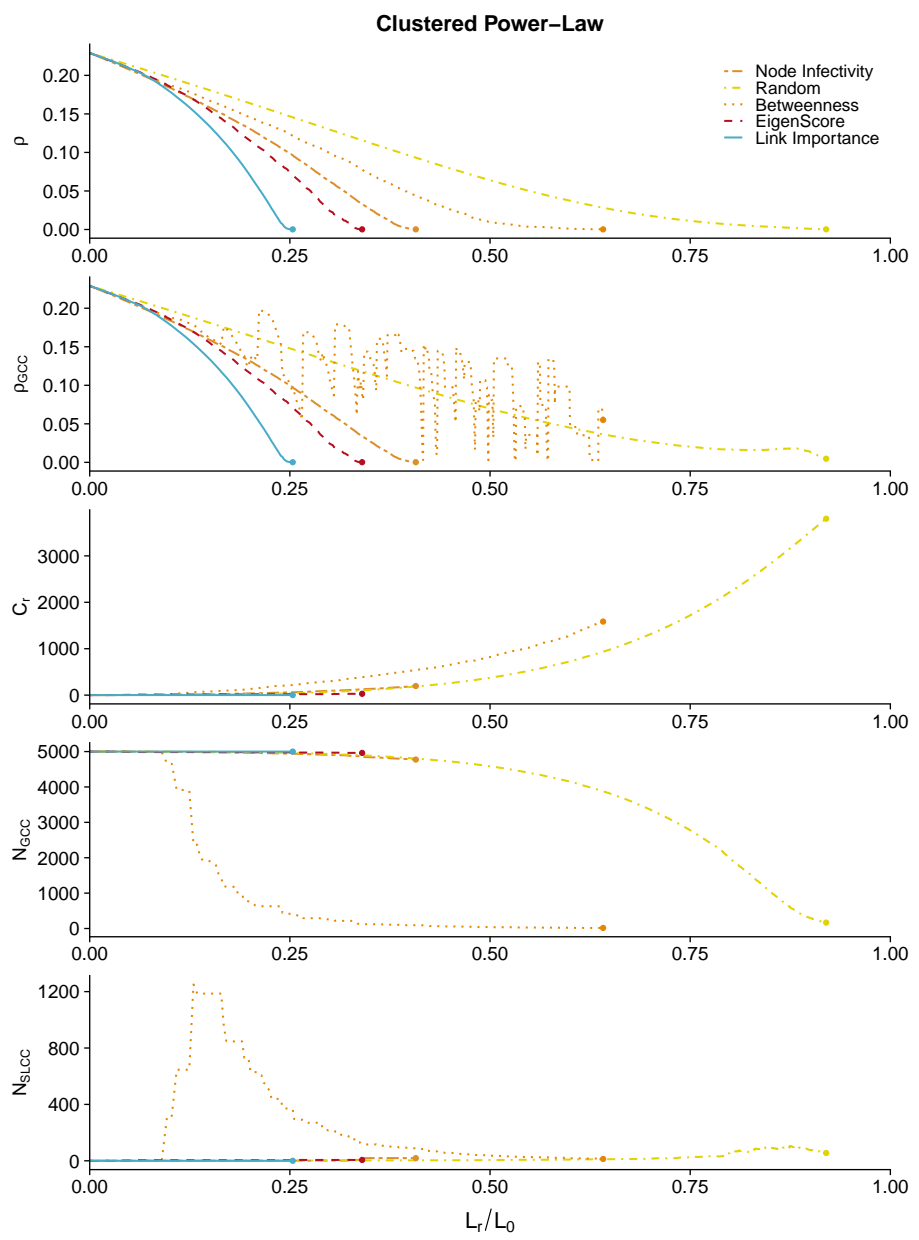 Clustered Power−Law
0.20
0.15
0.10
0.05
0.00
ρ
Node Infectivity
Random
Betweenness
EigenScore
Link Importance
0.00 0.25 0.50 0.75 1.00
0.20
0.15
0.10
0.05
0.00
ρGCC
0.00 0.25 0.50 0.75 1.00
3000
2000
1000
0
Cr
0.00 0.25 0.50 0.75 1.00
5000
4000
3000
2000
1000
0
NGCC
0.00 0.25 0.50 0.75 1.00
1200
800
400
0
NSLCC
0.00 0.25 0.50 0.75 1.00
Lr/L0